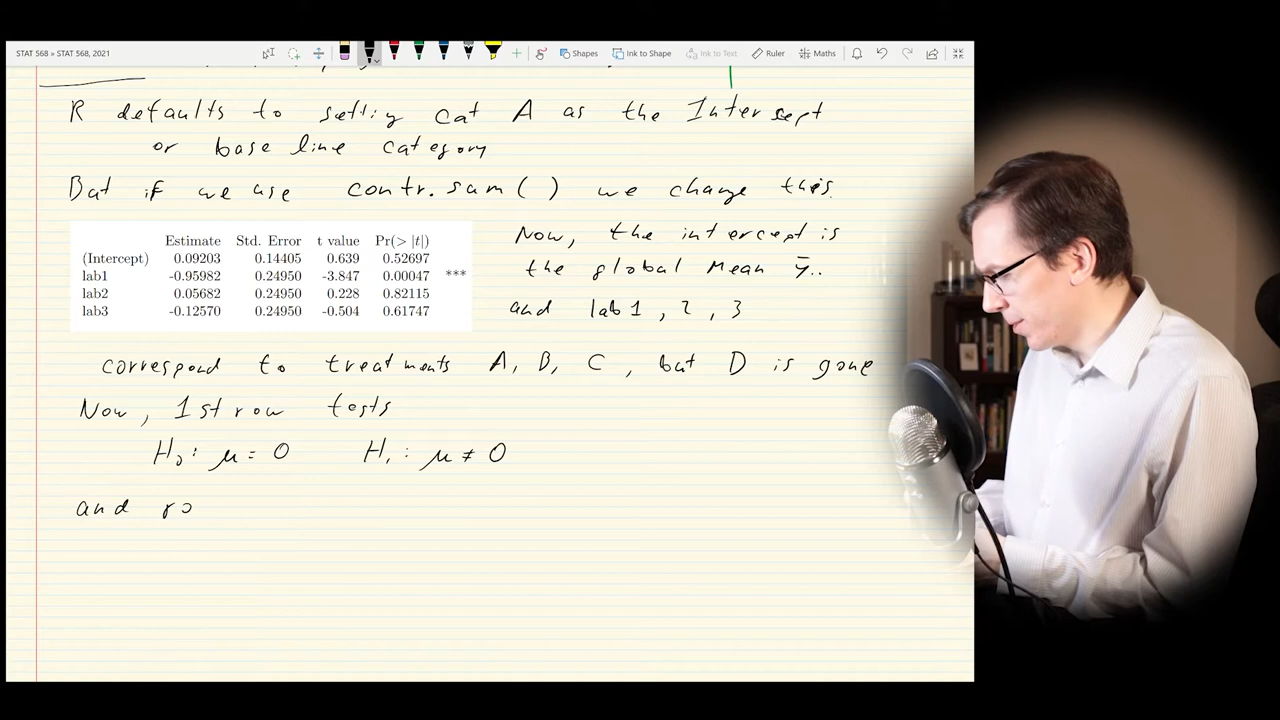 STAT 568 » STAT 568, 2021
Shapes Ink to Shape Ink to Text Ruler Maths
R defaults to setting cat A as the Intercept
or base line category
But if we use contr.sum() we change this.
Estimate Std. Error t value Pr(> |t|)
(Intercept) 0.09203 0.14405 0.639 0.52697
lab1 -0.95982 0.24950 -3.847 0.00047 ***
lab2 0.05682 0.24950 0.228 0.82115
lab3 -0.12570 0.24950 -0.504 0.61747
Now, the intercept is
the global Mean ȳ..
and lab 1, 2, 3
correspond to treatments A, B, C, but D is gone
Now, 1st row tests
H₀: μ = 0 H₁: μ ≠ 0
and ro